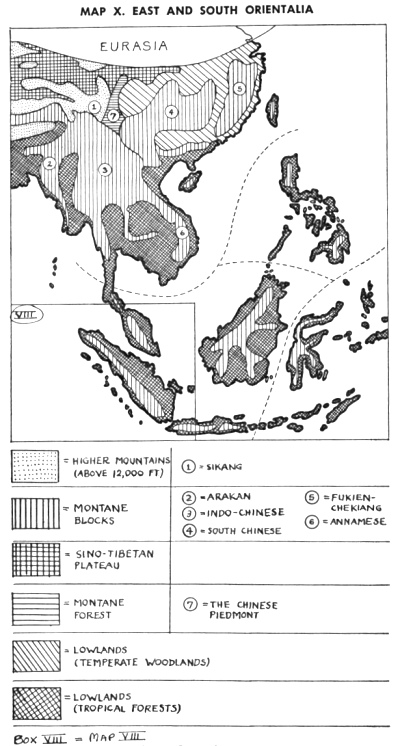 MAP X. EAST AND SOUTH ORIENTALIA
EURASIA
1
7
4
5
2
3
6
VIII
= HIGHER MOUNTAINS
(ABOVE 12,000 FT)
1 = SIKANG
= MONTANE
BLOCKS
2 = ARAKAN
3 = INDO-CHINESE
4 = SOUTH CHINESE
5 = FUKIEN-
CHEKIANG
6 = ANNAMESE
= SINO-TIBETAN
PLATEAU
= MONTANE
FOREST
7 = THE CHINESE
PIEDMONT
= LOWLANDS
(TEMPERATE WOODLANDS)
= LOWLANDS
(TROPICAL FORESTS)
BOX VIII = MAP VIII